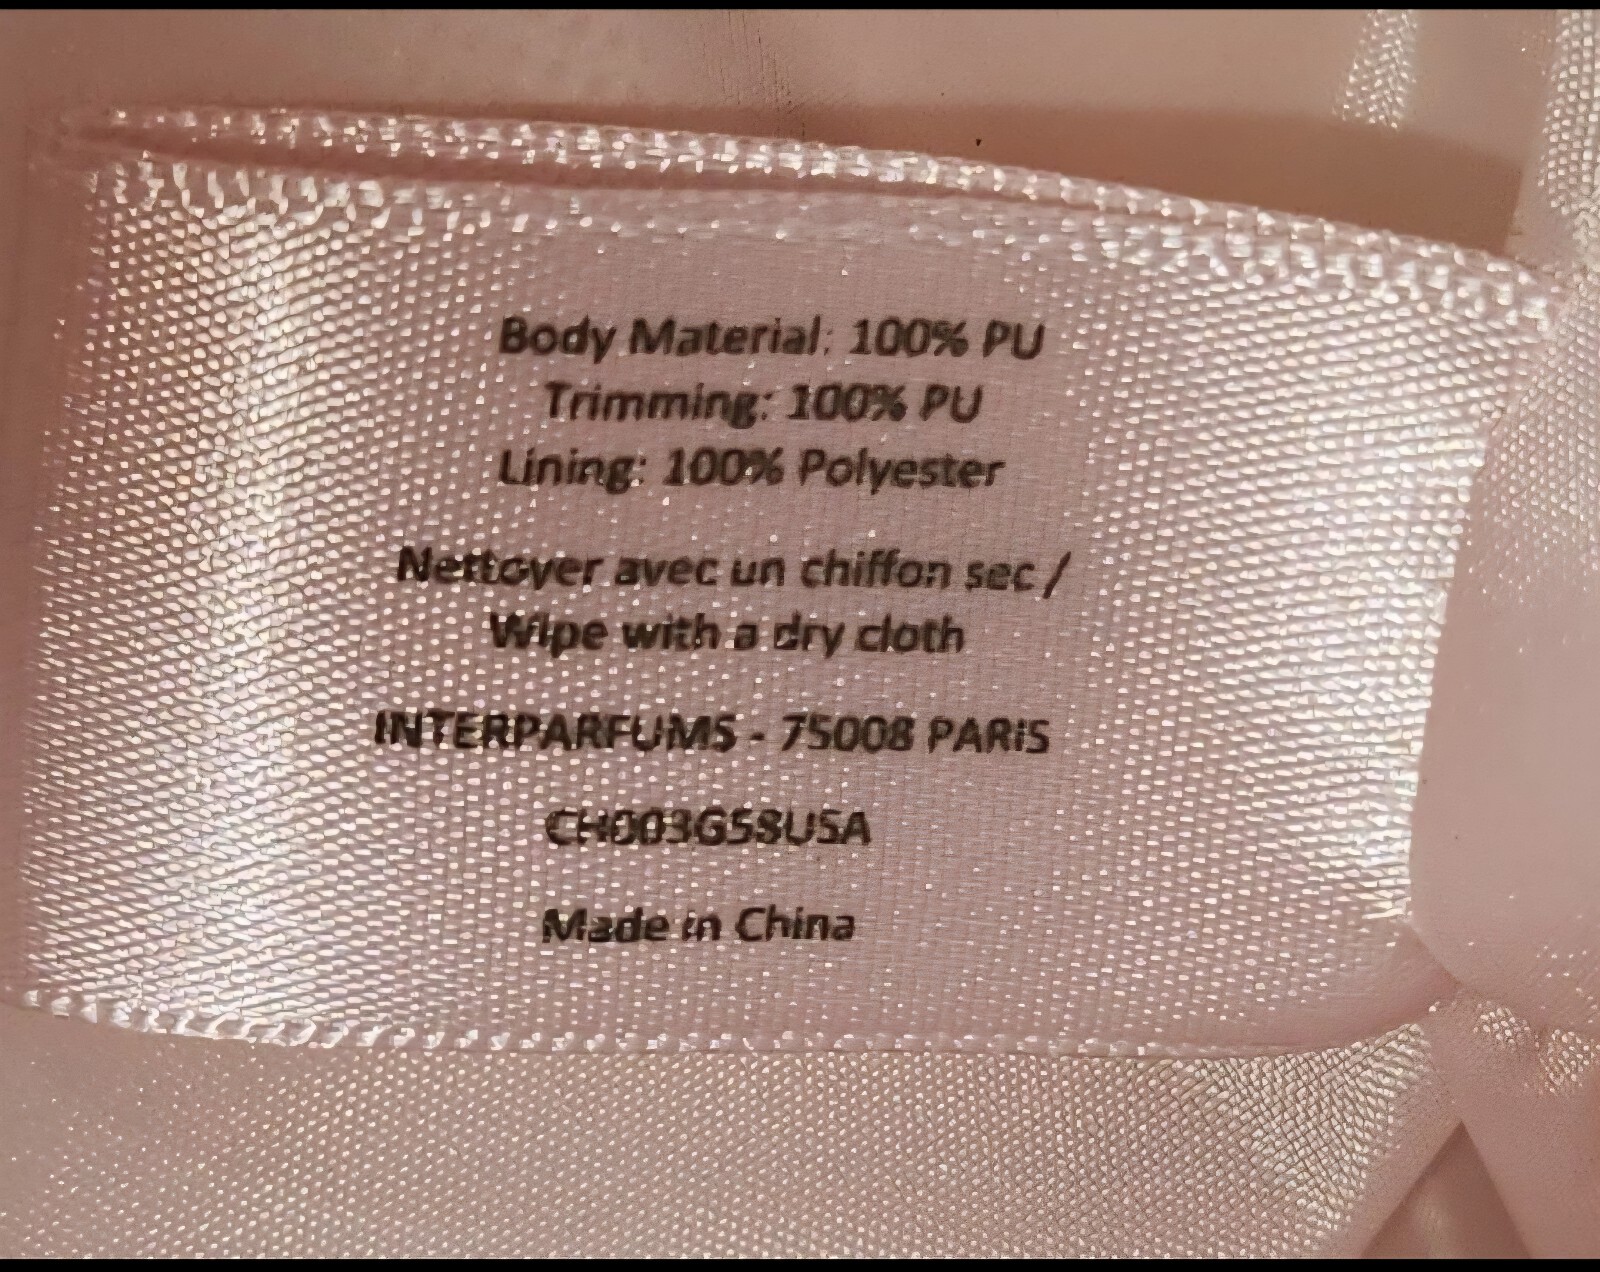 Body Material: 100% PU
Trimming: 100% PU
Lining: 100% Polyester
Nettoyer avec un chiffon sec /
Wipe with a dry cloth
INTERPARFUMS - 75008 PARIS
CH003G58USA
Made in China